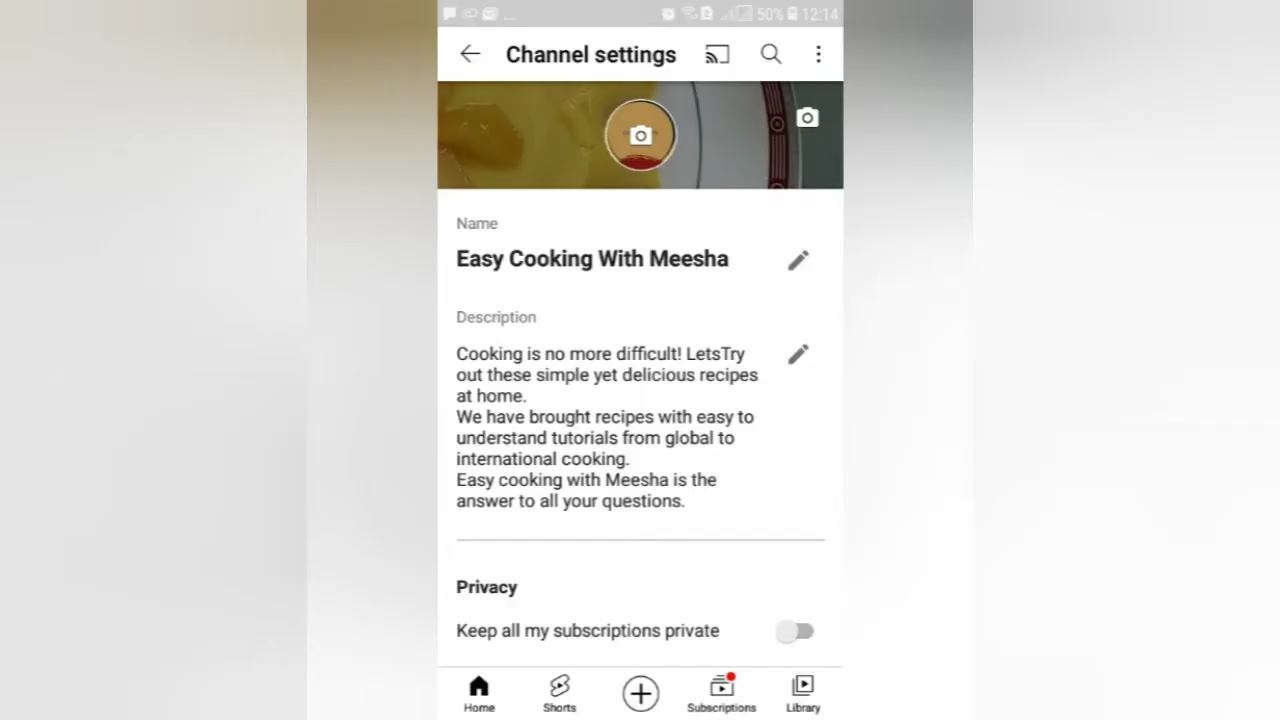 50% 12:14
Channel settings
Name
Easy Cooking With Meesha
Description
Cooking is no more difficult! LetsTry
out these simple yet delicious recipes
at home.
We have brought recipes with easy to
understand tutorials from global to
international cooking.
Easy cooking with Meesha is the
answer to all your questions.
Privacy
Keep all my subscriptions private
Home Shorts Subscriptions Library